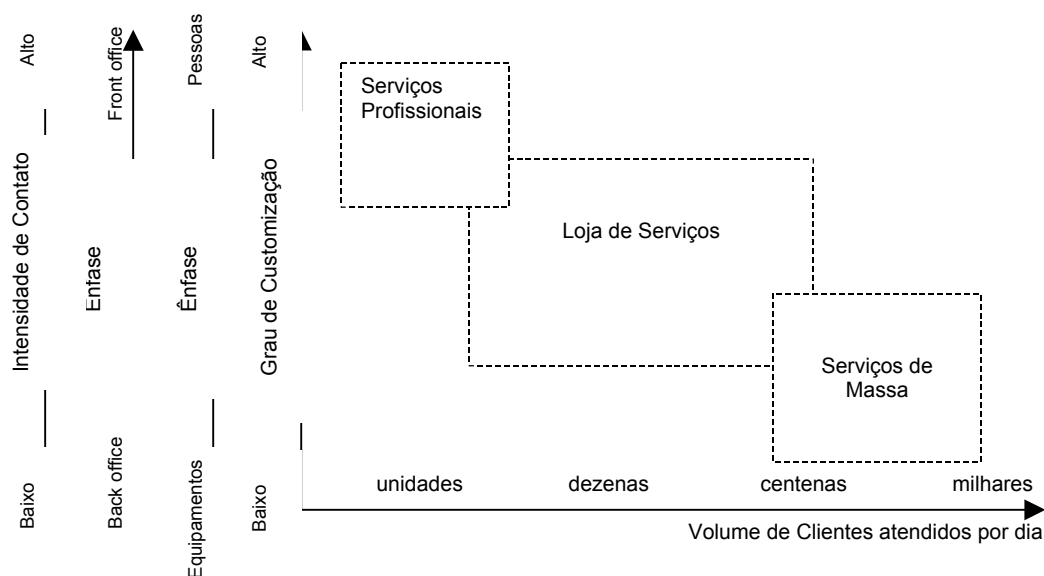 Alto
Intensidade de Contato
Baixo
Front office
Enfase
Back office
Pessoas
Ênfase
Equipamentos
Alto
Grau de Customização
Baixo
Serviços
Profissionais
Loja de Serviços
Serviços de
Massa
unidades
dezenas
centenas
milhares
Volume de Clientes atendidos por dia